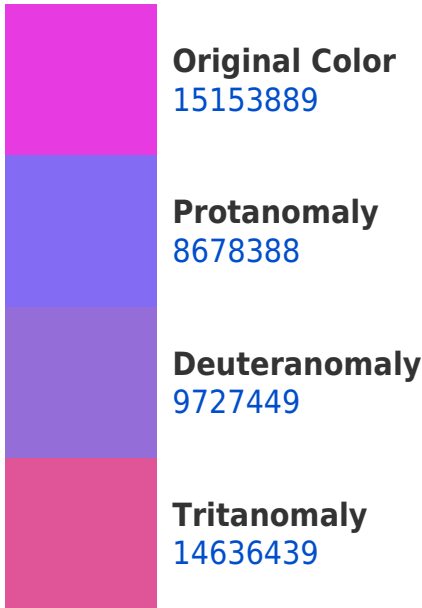 Original Color
15153889
Protanomaly
8678388
Deuteranomaly
9727449
Tritanomaly
14636439